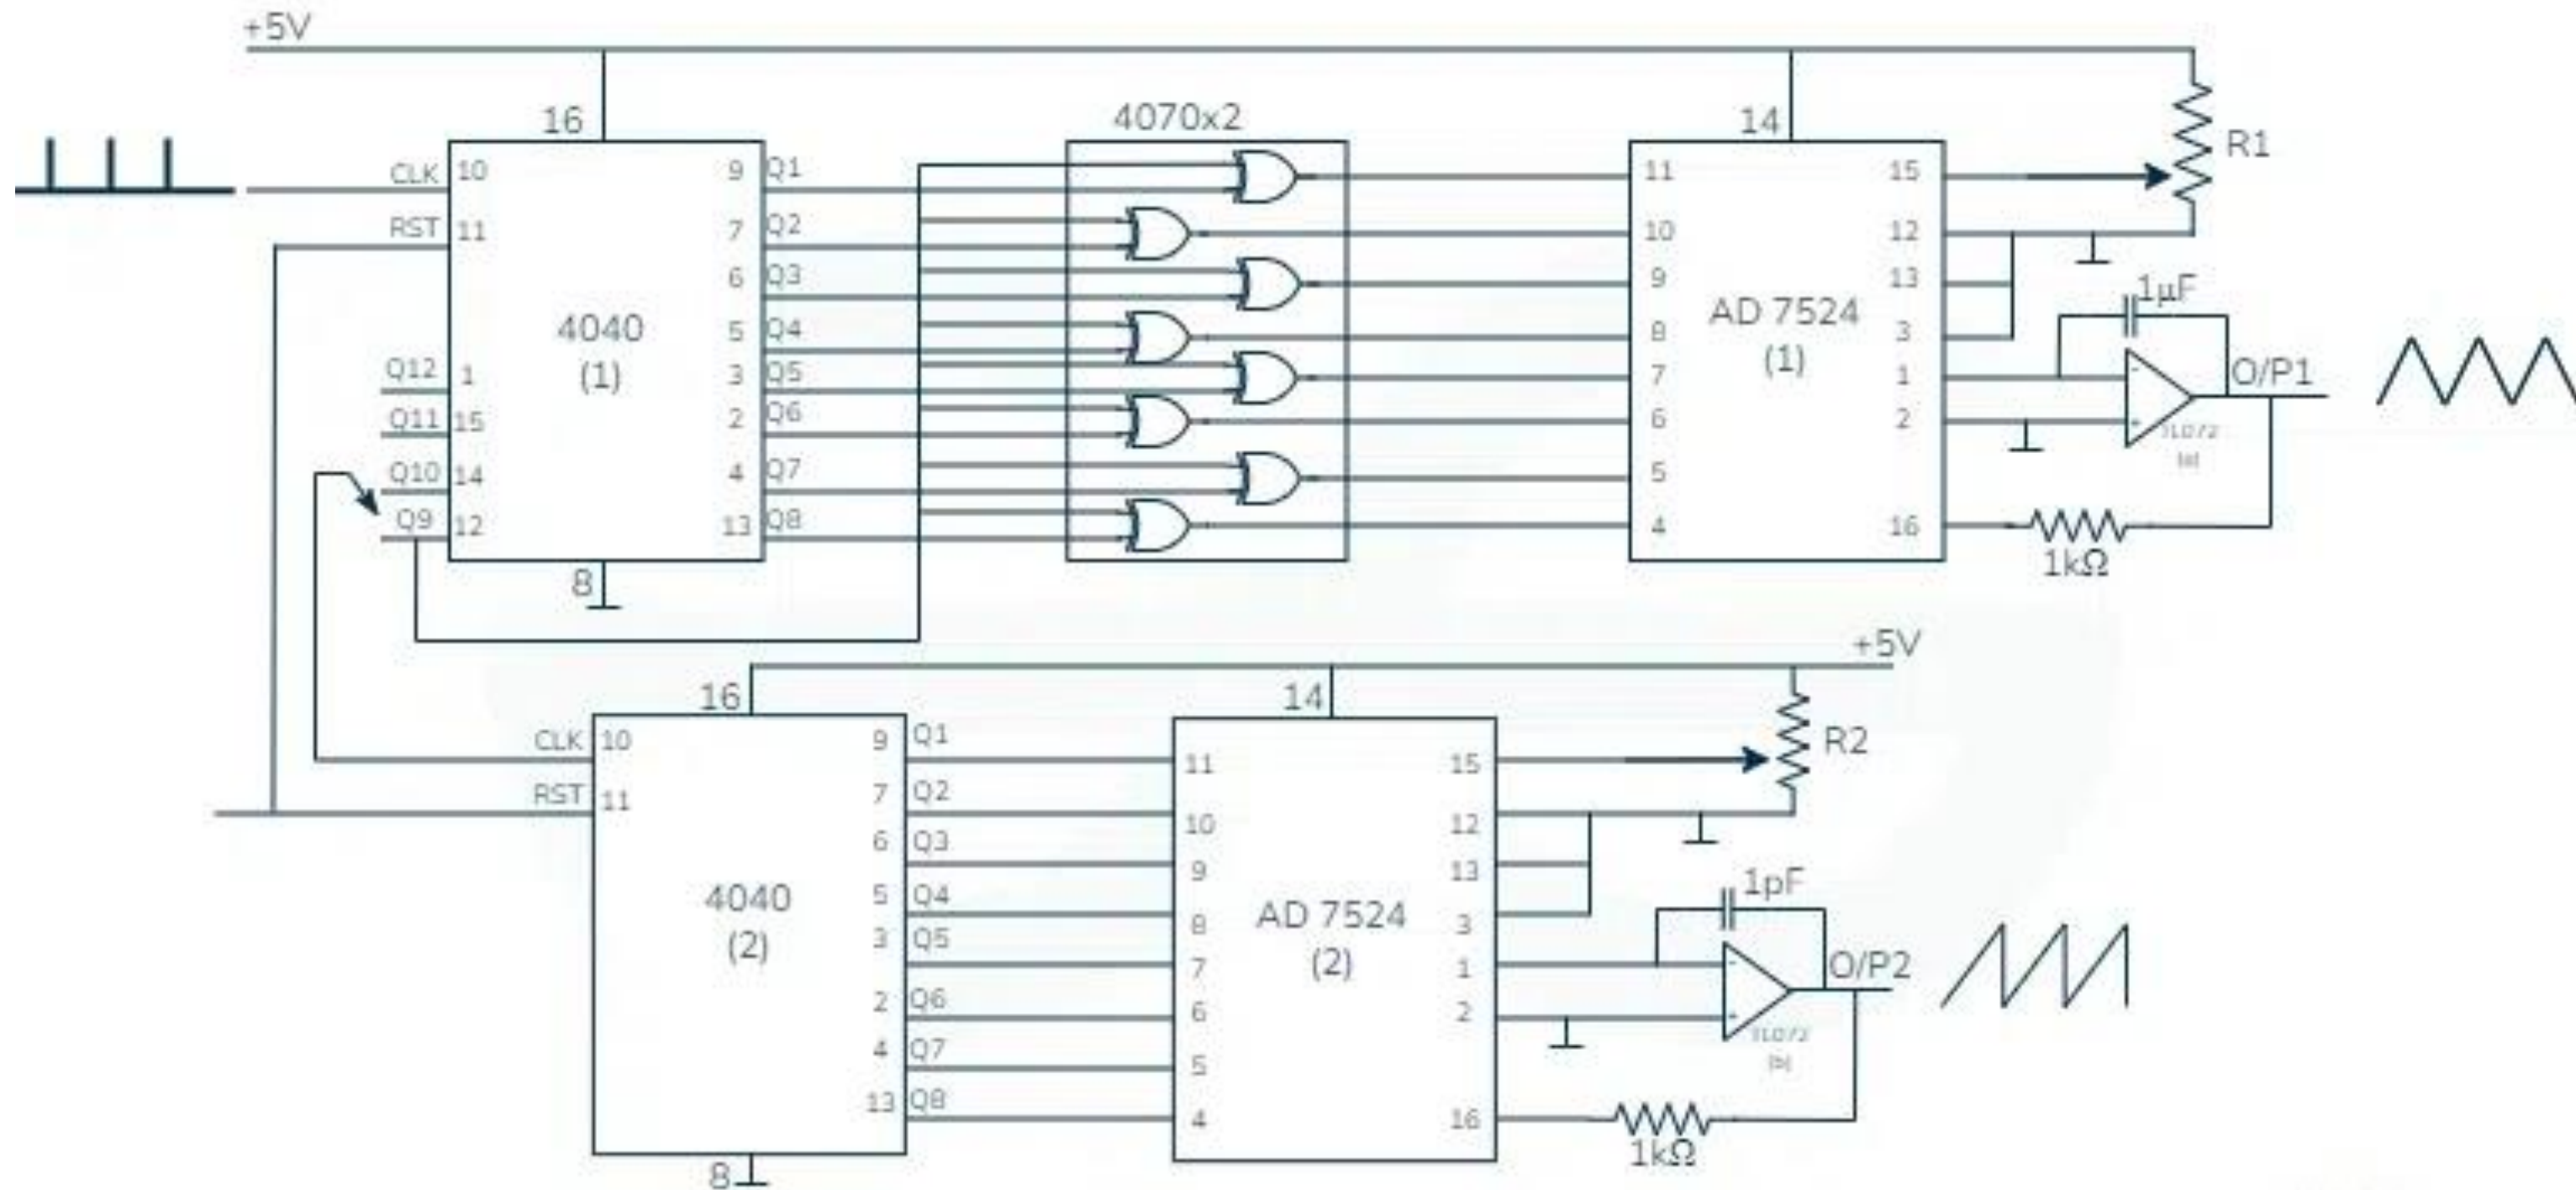 +5V
16
4070x2
14
R1
CLK 10 9 Q1
11 15
RST 11 7 Q2
10 12
6 Q3
9 13
1µF
4040
(1)
5 Q4
8 3
AD 7524
(1)
Q12 1 3 Q5
7 1
O/P1
Q11 15 2 Q6
6 2
- +
TL072
(a)
Q10 14 4 Q7
5
Q9 12 13 Q8
4 16
1kΩ
8
+5V
16
14
R2
CLK 10 9 Q1
11 15
RST 11 7 Q2
10 12
6 Q3
9 13
1pF
4040
(2)
5 Q4
8 3
AD 7524
(2)
3 Q5
7 1
O/P2
2 Q6
6 2
- +
TL072
(b)
4 Q7
5
13 Q8
4 16
1kΩ
8